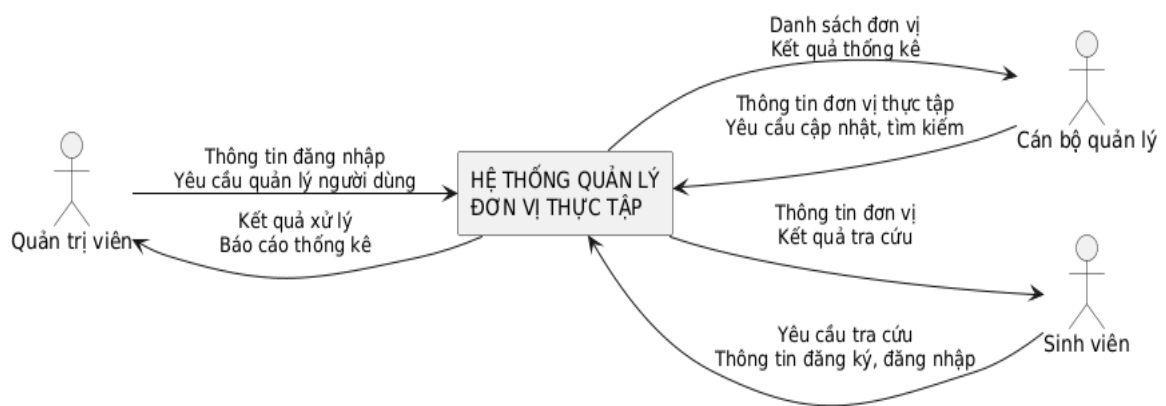 Danh sách đơn vị
Kết quả thống kê
Thông tin đơn vị thực tập
Yêu cầu cập nhật, tìm kiếm
Cán bộ quản lý
Thông tin đăng nhập
Yêu cầu quản lý người dùng
HỆ THỐNG QUẢN LÝ
ĐƠN VỊ THỰC TẬP
Quản trị viên
Kết quả xử lý
Báo cáo thống kê
Thông tin đơn vị
Kết quả tra cứu
Yêu cầu tra cứu
Thông tin đăng ký, đăng nhập
Sinh viên